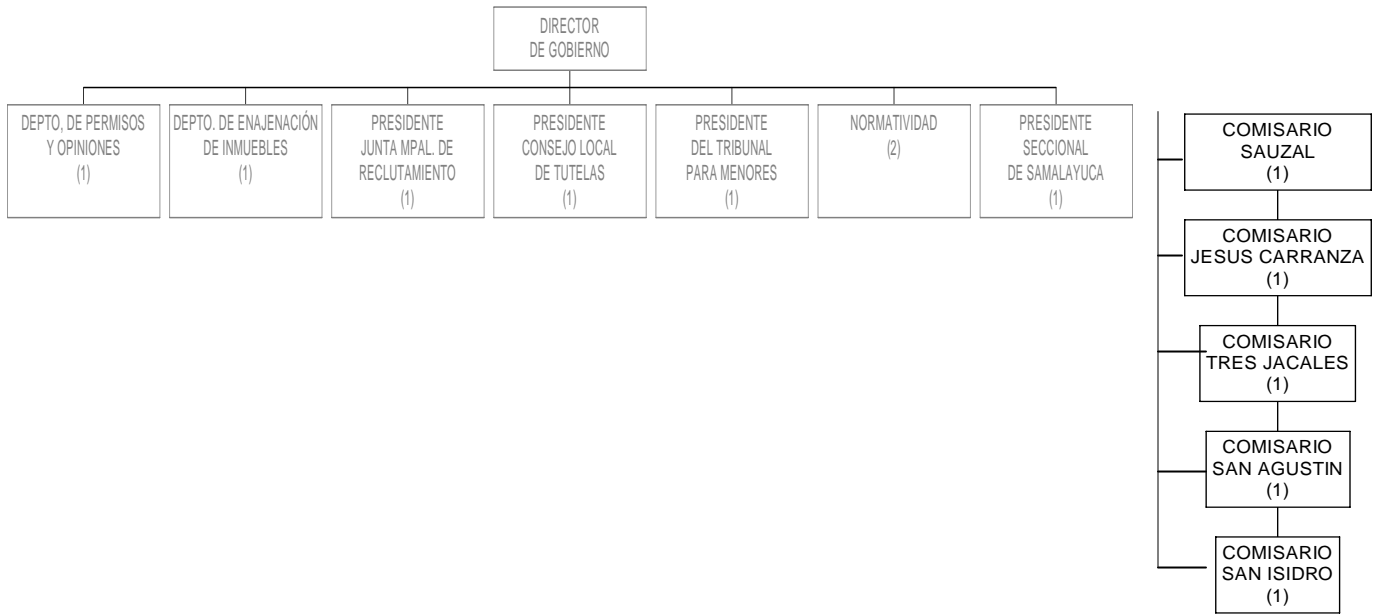 DIRECTOR
DE GOBIERNO
DEPTO, DE PERMISOS
Y OPINIONES
(1)
DEPTO. DE ENAJENACIÓN
DE INMUEBLES
(1)
PRESIDENTE
JUNTA MPAL. DE
RECLUTAMIENTO
(1)
PRESIDENTE
CONSEJO LOCAL
DE TUTELAS
(1)
PRESIDENTE
DEL TRIBUNAL
PARA MENORES
(1)
NORMATIVIDAD
(2)
PRESIDENTE
SECCIONAL
DE SAMALAYUCA
(1)
COMISARIO
SAUZAL
(1)
COMISARIO
JESUS CARRANZA
(1)
COMISARIO
TRES JACALES
(1)
COMISARIO
SAN AGUSTIN
(1)
COMISARIO
SAN ISIDRO
(1)